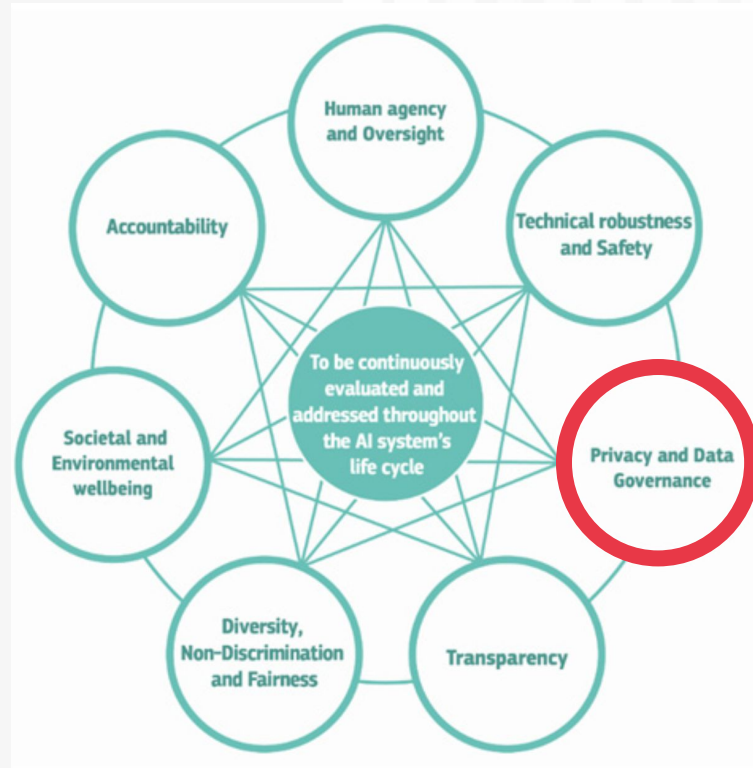 Human agency
and Oversight
Technical robustness
and Safety
Privacy and Data
Governance
Transparency
Diversity,
Non-Discrimination
and Fairness
Societal and
Environmental
wellbeing
Accountability
To be continuously
evaluated and
addressed throughout
the AI system's
life cycle